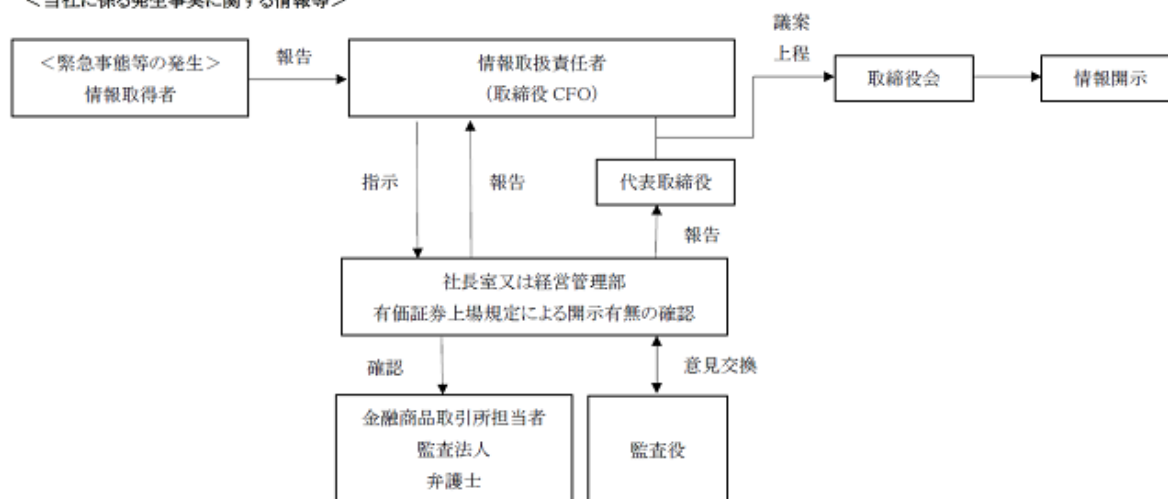 ＜当社に係る発生事実に関する情報等＞
議案
上程
＜緊急事態等の発生＞
情報取得者
報告
情報取扱責任者
（取締役 CFO）
取締役会
情報開示
指示
報告
代表取締役
報告
社長室又は経営管理部
有価証券上場規定による開示有無の確認
確認
意見交換
金融商品取引所担当者
監査法人
弁護士
監査役